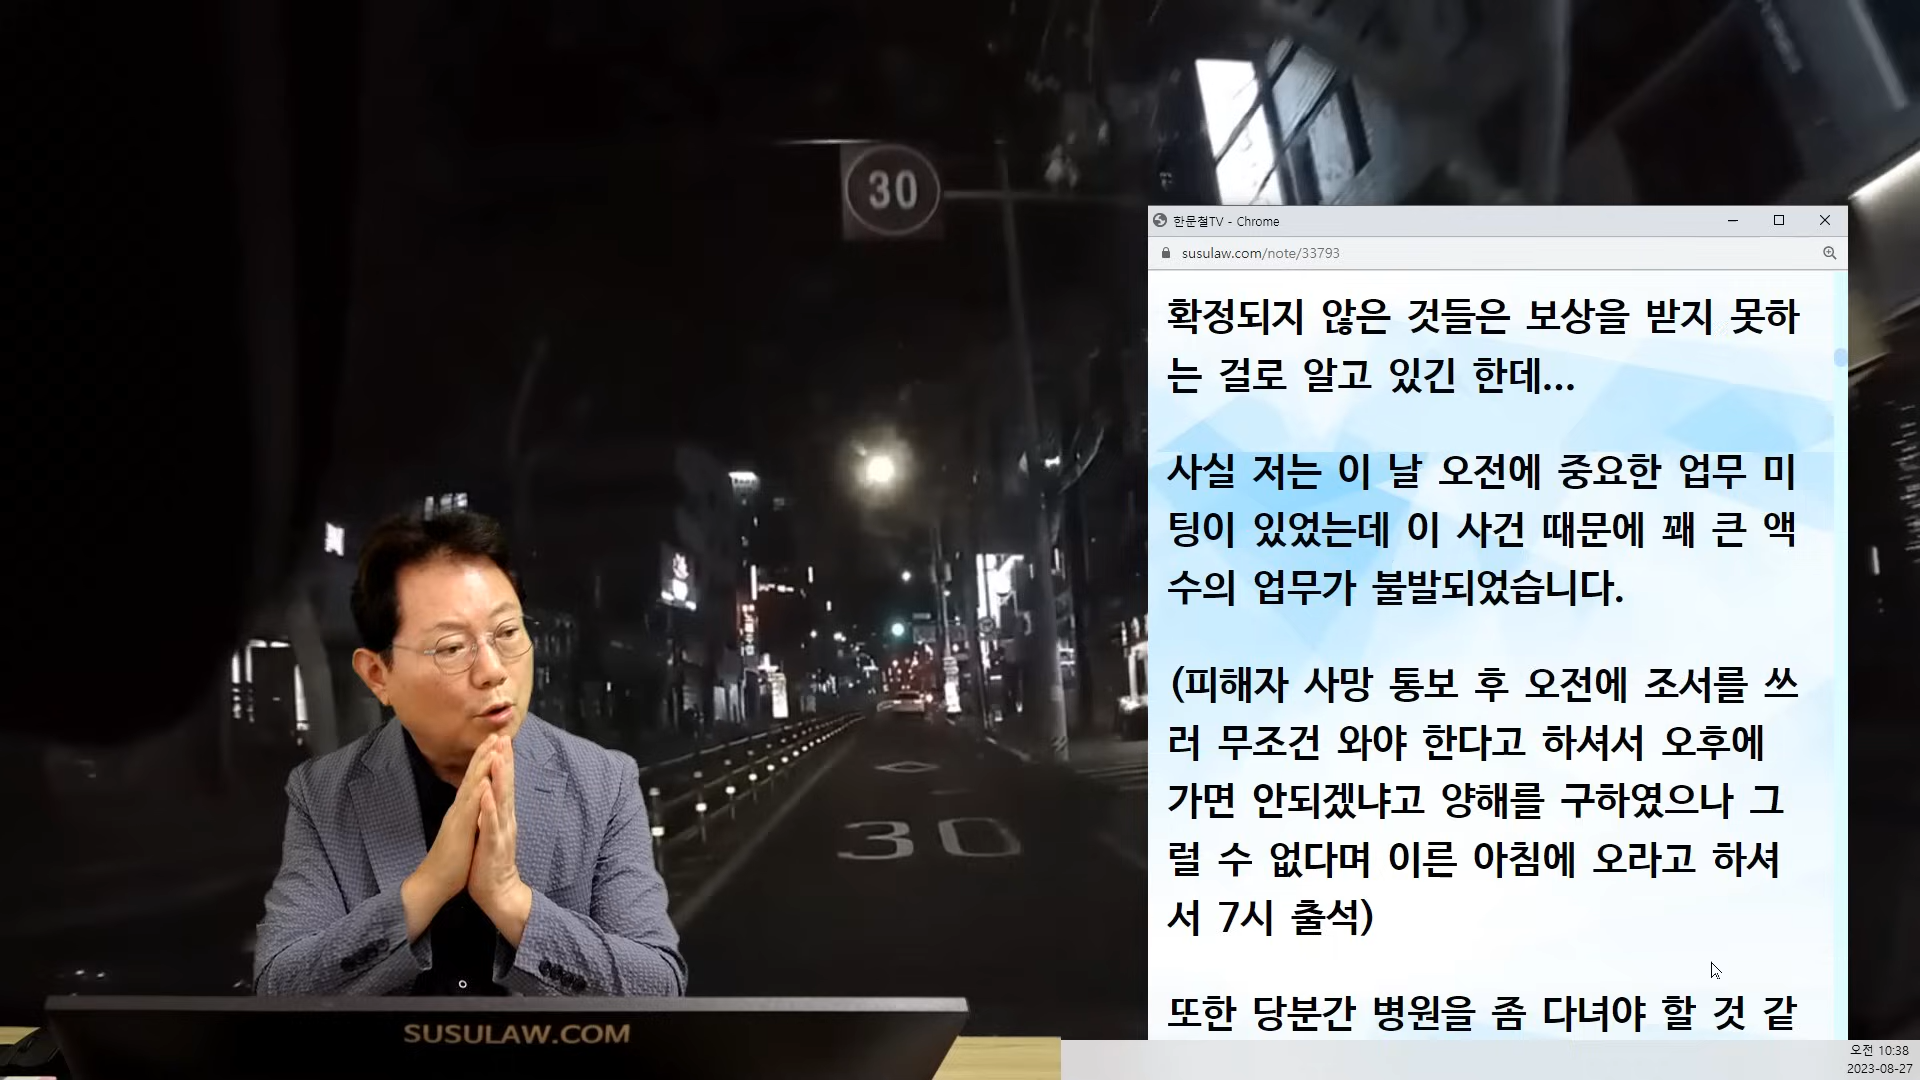 30
한문철TV - Chrome
susulaw.com/note/33793
확정되지 않은 것들은 보상을 받지 못하
는 걸로 알고 있긴 한데...
사실 저는 이 날 오전에 중요한 업무 미
팅이 있었는데 이 사건 때문에 꽤 큰 액
수의 업무가 불발되었습니다.
(피해자 사망 통보 후 오전에 조서를 쓰
러 무조건 와야 한다고 하셔서 오후에
가면 안되겠냐고 양해를 구하였으나 그
럴 수 없다며 이른 아침에 오라고 하셔
서 7시 출석)
또한 당분간 병원을 좀 다녀야 할 것 같
30
SUSULAW.COM
오전 10:38
2023-08-27